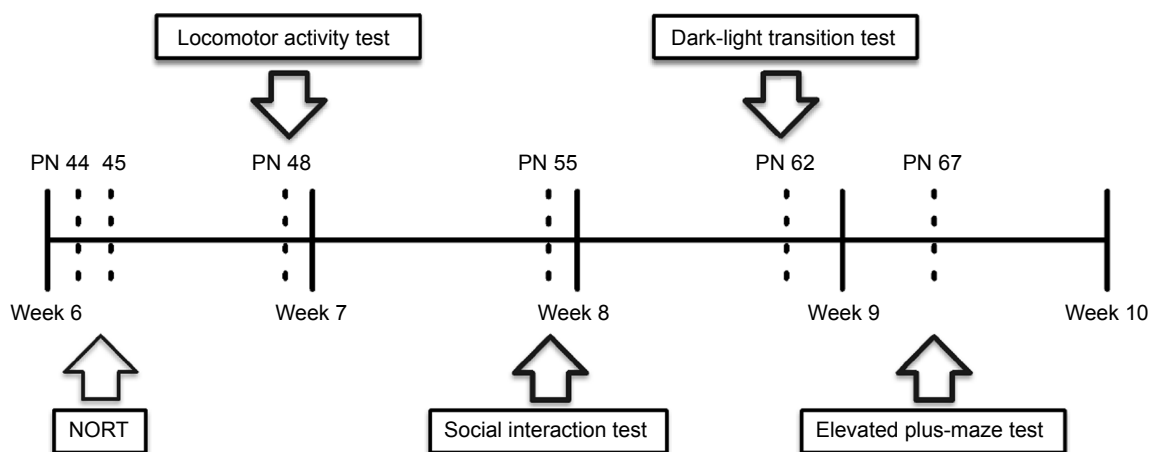 Locomotor activity test
Dark-light transition test
PN 44 45 PN 48 PN 55 PN 62 PN 67
Week 6 Week 7 Week 8 Week 9 Week 10
NORT
Social interaction test
Elevated plus-maze test